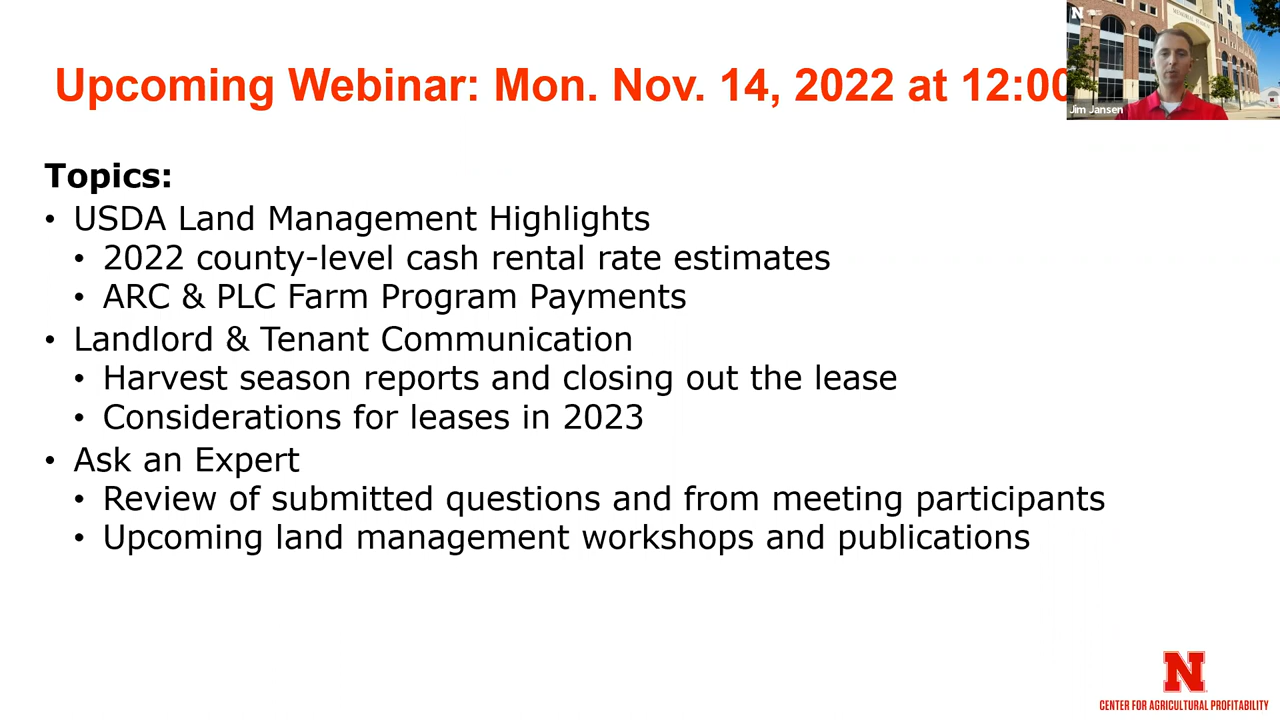 Upcoming Webinar: Mon. Nov. 14, 2022 at 12:00
N
MEMORIAL STADIUM
Jim Jansen
Topics:
• USDA Land Management Highlights
• 2022 county-level cash rental rate estimates
• ARC & PLC Farm Program Payments
• Landlord & Tenant Communication
• Harvest season reports and closing out the lease
• Considerations for leases in 2023
• Ask an Expert
• Review of submitted questions and from meeting participants
• Upcoming land management workshops and publications
N
CENTER FOR AGRICULTURAL PROFITABILITY